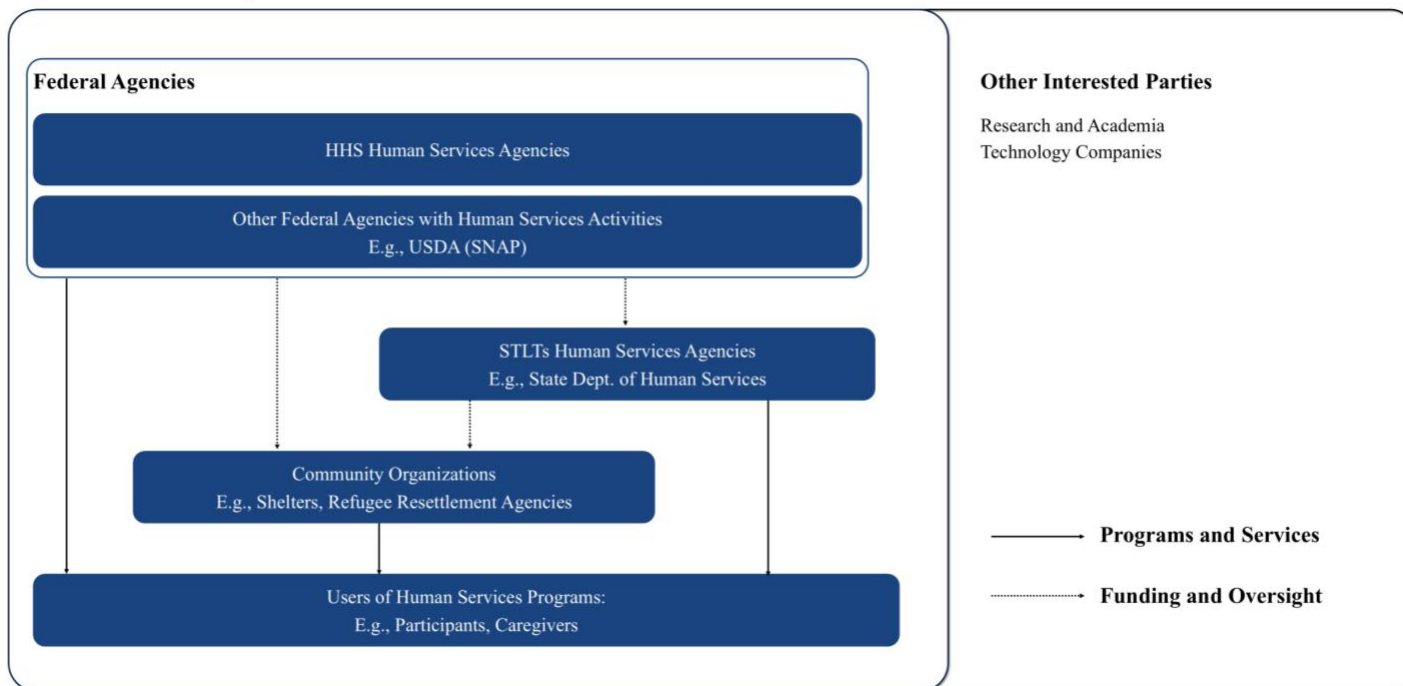 Federal Agencies
HHS Human Services Agencies
Other Federal Agencies with Human Services Activities
E.g., USDA (SNAP)
STLTs Human Services Agencies
E.g., State Dept. of Human Services
Community Organizations
E.g., Shelters, Refugee Resettlement Agencies
Users of Human Services Programs:
E.g., Participants, Caregivers
Other Interested Parties
Research and Academia
Technology Companies
Programs and Services
Funding and Oversight